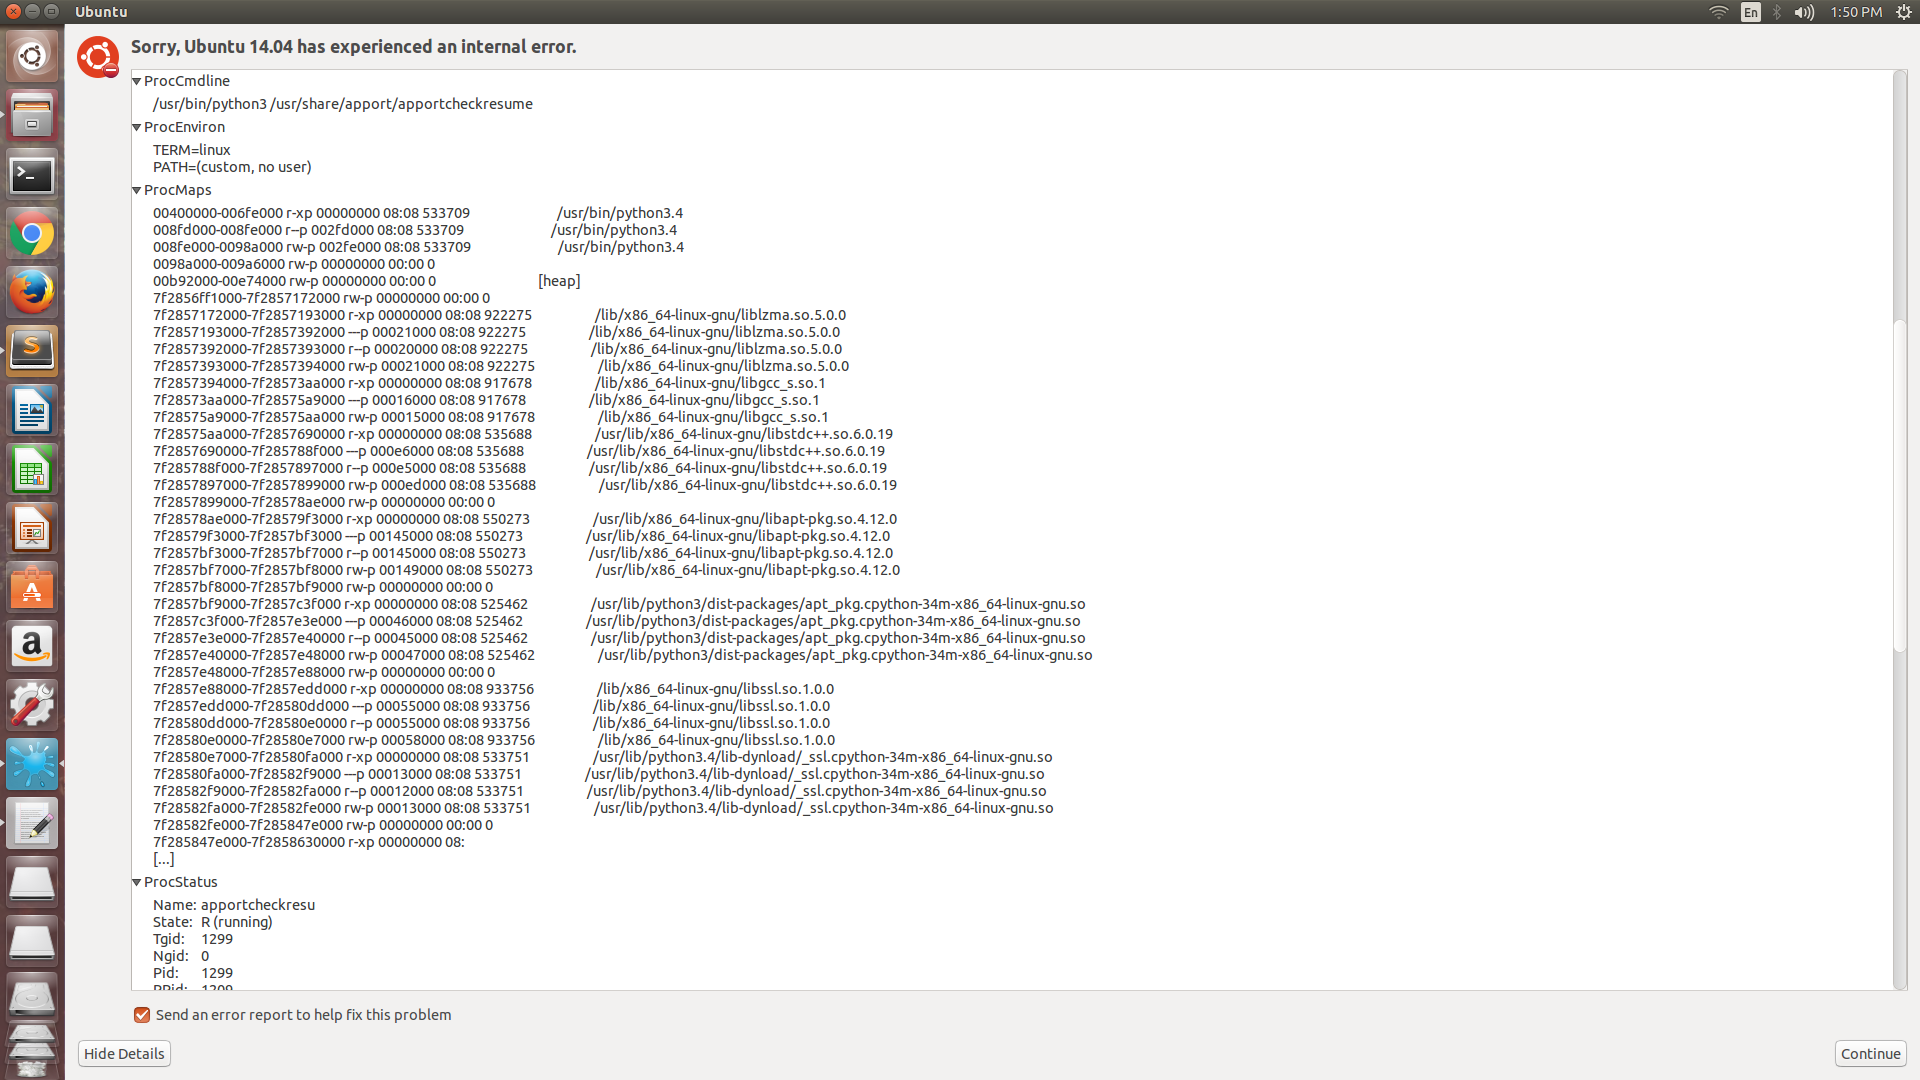 Ubuntu
En
1:50 PM
Sorry, Ubuntu 14.04 has experienced an internal error.
ProcCmdline
/usr/bin/python3 /usr/share/apport/apportcheckresume
ProcEnviron
TERM=linux
PATH=(custom, no user)
ProcMaps
00400000-006fe000 r-xp 00000000 08:08 533709 /usr/bin/python3.4
008fd000-008fe000 r--p 002fd000 08:08 533709 /usr/bin/python3.4
008fe000-0098a000 rw-p 002fe000 08:08 533709 /usr/bin/python3.4
0098a000-009a6000 rw-p 00000000 00:00 0
00b92000-00e74000 rw-p 00000000 00:00 0 [heap]
7f2856ff1000-7f2857172000 rw-p 00000000 00:00 0
7f2857172000-7f2857193000 r-xp 00000000 08:08 922275 /lib/x86_64-linux-gnu/liblzma.so.5.0.0
7f2857193000-7f2857392000 ---p 00021000 08:08 922275 /lib/x86_64-linux-gnu/liblzma.so.5.0.0
7f2857392000-7f2857393000 r--p 00020000 08:08 922275 /lib/x86_64-linux-gnu/liblzma.so.5.0.0
7f2857393000-7f2857394000 rw-p 00021000 08:08 922275 /lib/x86_64-linux-gnu/liblzma.so.5.0.0
7f2857394000-7f28573aa000 r-xp 00000000 08:08 917678 /lib/x86_64-linux-gnu/libgcc_s.so.1
7f28573aa000-7f28575a9000 ---p 00016000 08:08 917678 /lib/x86_64-linux-gnu/libgcc_s.so.1
7f28575a9000-7f28575aa000 rw-p 00015000 08:08 917678 /lib/x86_64-linux-gnu/libgcc_s.so.1
7f28575aa000-7f2857690000 r-xp 00000000 08:08 535688 /usr/lib/x86_64-linux-gnu/libstdc++.so.6.0.19
7f2857690000-7f285788f000 ---p 000e6000 08:08 535688 /usr/lib/x86_64-linux-gnu/libstdc++.so.6.0.19
7f285788f000-7f2857897000 r--p 000e5000 08:08 535688 /usr/lib/x86_64-linux-gnu/libstdc++.so.6.0.19
7f2857897000-7f2857899000 rw-p 000ed000 08:08 535688 /usr/lib/x86_64-linux-gnu/libstdc++.so.6.0.19
7f2857899000-7f28578ae000 rw-p 00000000 00:00 0
7f28578ae000-7f28579f3000 r-xp 00000000 08:08 550273 /usr/lib/x86_64-linux-gnu/libapt-pkg.so.4.12.0
7f28579f3000-7f2857bf3000 ---p 00145000 08:08 550273 /usr/lib/x86_64-linux-gnu/libapt-pkg.so.4.12.0
7f2857bf3000-7f2857bf7000 r--p 00145000 08:08 550273 /usr/lib/x86_64-linux-gnu/libapt-pkg.so.4.12.0
7f2857bf7000-7f2857bf8000 rw-p 00149000 08:08 550273 /usr/lib/x86_64-linux-gnu/libapt-pkg.so.4.12.0
7f2857bf8000-7f2857bf9000 rw-p 00000000 00:00 0
7f2857bf9000-7f2857c3f000 r-xp 00000000 08:08 525462 /usr/lib/python3/dist-packages/apt_pkg.cpython-34m-x86_64-linux-gnu.so
7f2857c3f000-7f2857e3e000 ---p 00046000 08:08 525462 /usr/lib/python3/dist-packages/apt_pkg.cpython-34m-x86_64-linux-gnu.so
7f2857e3e000-7f2857e40000 r--p 00045000 08:08 525462 /usr/lib/python3/dist-packages/apt_pkg.cpython-34m-x86_64-linux-gnu.so
7f2857e40000-7f2857e48000 rw-p 00047000 08:08 525462 /usr/lib/python3/dist-packages/apt_pkg.cpython-34m-x86_64-linux-gnu.so
7f2857e48000-7f2857e88000 rw-p 00000000 00:00 0
7f2857e88000-7f2857edd000 r-xp 00000000 08:08 933756 /lib/x86_64-linux-gnu/libssl.so.1.0.0
7f2857edd000-7f28580dd000 ---p 00055000 08:08 933756 /lib/x86_64-linux-gnu/libssl.so.1.0.0
7f28580dd000-7f28580e0000 r--p 00055000 08:08 933756 /lib/x86_64-linux-gnu/libssl.so.1.0.0
7f28580e0000-7f28580e7000 rw-p 00058000 08:08 933756 /lib/x86_64-linux-gnu/libssl.so.1.0.0
7f28580e7000-7f28580fa000 r-xp 00000000 08:08 533751 /usr/lib/python3.4/lib-dynload/_ssl.cpython-34m-x86_64-linux-gnu.so
7f28580fa000-7f28582f9000 ---p 00013000 08:08 533751 /usr/lib/python3.4/lib-dynload/_ssl.cpython-34m-x86_64-linux-gnu.so
7f28582f9000-7f28582fa000 r--p 00012000 08:08 533751 /usr/lib/python3.4/lib-dynload/_ssl.cpython-34m-x86_64-linux-gnu.so
7f28582fa000-7f28582fe000 rw-p 00013000 08:08 533751 /usr/lib/python3.4/lib-dynload/_ssl.cpython-34m-x86_64-linux-gnu.so
7f28582fe000-7f285847e000 rw-p 00000000 00:00 0
7f285847e000-7f2858630000 r-xp 00000000 08:
[...]
ProcStatus
Name: apportcheckresu
State: R (running)
Tgid: 1299
Ngid: 0
Pid: 1299
Send an error report to help fix this problem
Hide Details
Continue